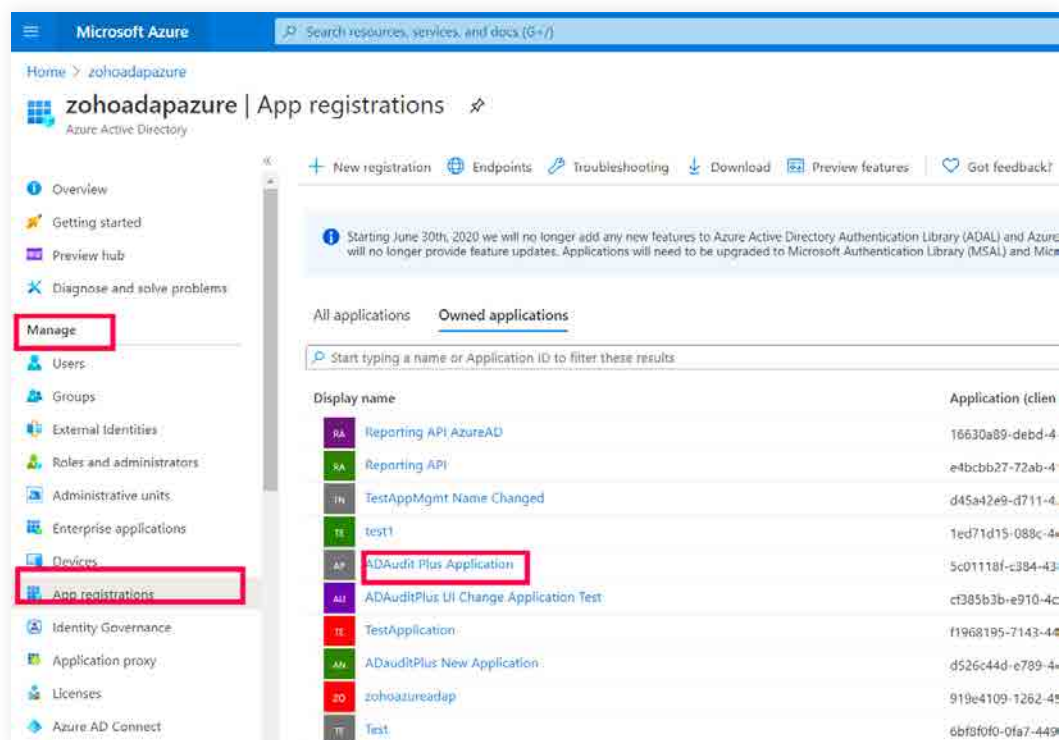 Microsoft Azure
Search resources, services, and docs (G+/)
Home > zohoadapazure
zohoadapazure | App registrations
Azure Active Directory
«
New registration Endpoints Troubleshooting Download Preview features Got feedback?
Overview
Getting started
Preview hub
Diagnose and solve problems
Manage
Users
Groups
External Identities
Roles and administrators
Administrative units
Enterprise applications
Devices
App registrations
Identity Governance
Application proxy
Licenses
Azure AD Connect
Starting June 30th, 2020 we will no longer add any new features to Azure Active Directory Authentication Library (ADAL) and Azure
will no longer provide feature updates. Applications will need to be upgraded to Microsoft Authentication Library (MSAL) and Mic
All applications Owned applications
Start typing a name or Application ID to filter these results
Display name Application (clien
RA Reporting API AzureAD 16630a89-debd-4
RA Reporting API e4bcbb27-72ab-4
TN TestAppMgmt Name Changed d45a42e9-d711-4
TE test1 1ed71d15-088c-4
AP ADAudit Plus Application 5c01118f-c384-43
AU ADAuditPlus UI Change Application Test cf385b3b-e910-4c
TE TestApplication f1968195-7143-44
AN ADauditPlus New Application d526c44d-e789-4
ZO zohoazureadap 919e4109-1262-45
TE Test 6bf8f0f0-0fa7-449